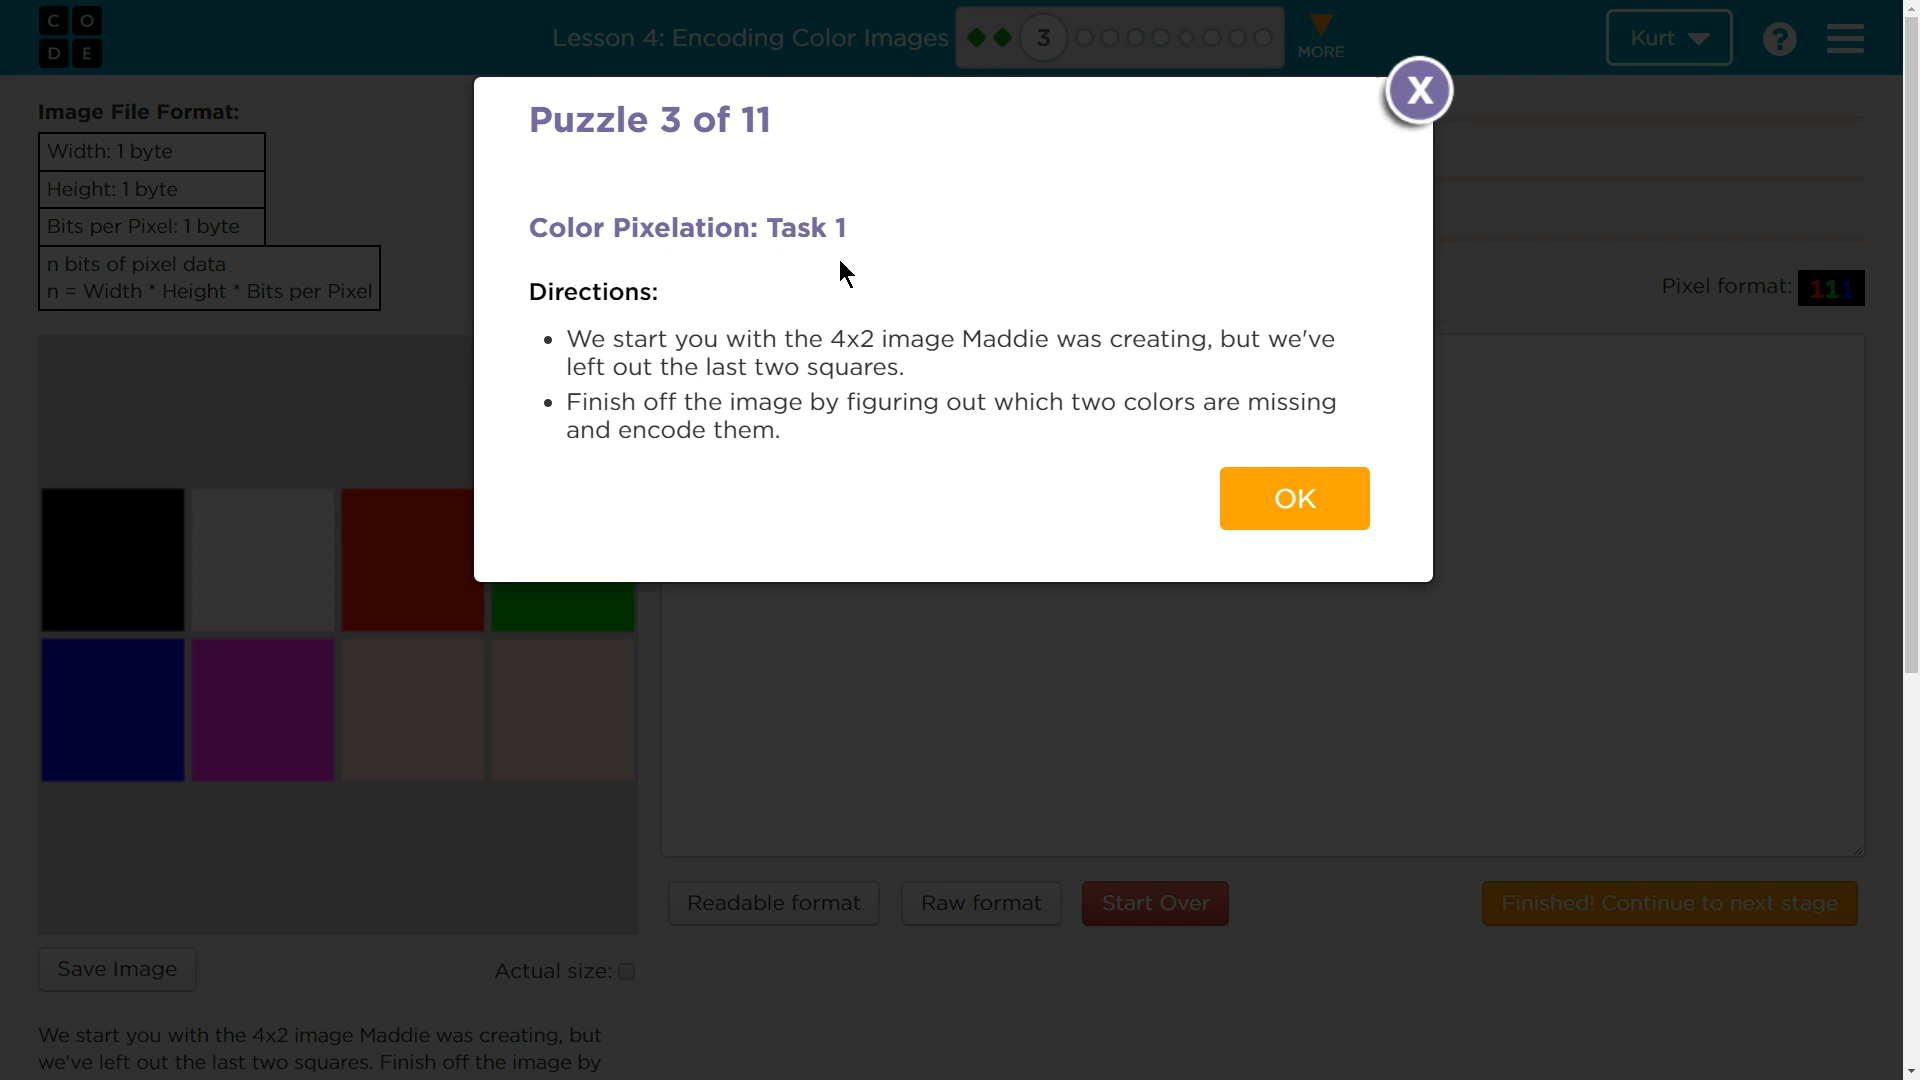 C O
D E
Lesson 4: Encoding Color Images
3
MORE
Kurt
?
Image File Format:
Width: 1 byte
Height: 1 byte
Bits per Pixel: 1 byte
n bits of pixel data
n = Width * Height * Bits per Pixel
X
Puzzle 3 of 11
Color Pixelation: Task 1
Directions:
• We start you with the 4x2 image Maddie was creating, but we've
left out the last two squares.
• Finish off the image by figuring out which two colors are missing
and encode them.
OK
Pixel format: 111
Readable format
Raw format
Start Over
Finished! Continue to next stage
Save Image
Actual size:
We start you with the 4x2 image Maddie was creating, but
we've left out the last two squares. Finish off the image by